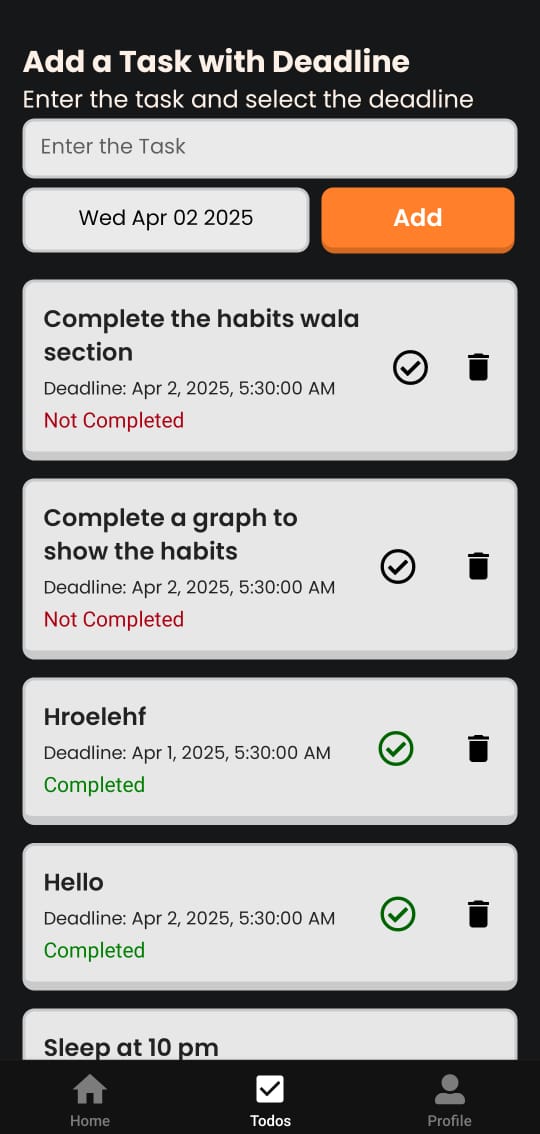 Add a Task with Deadline
Enter the task and select the deadline
Enter the Task
Wed Apr 02 2025
Add
Complete the habits wala
section
Deadline: Apr 2, 2025, 5:30:00 AM
Not Completed
Complete a graph to
show the habits
Deadline: Apr 2, 2025, 5:30:00 AM
Not Completed
Hroelehf
Deadline: Apr 1, 2025, 5:30:00 AM
Completed
Hello
Deadline: Apr 2, 2025, 5:30:00 AM
Completed
Sleep at 10 pm
Home
Todos
Profile